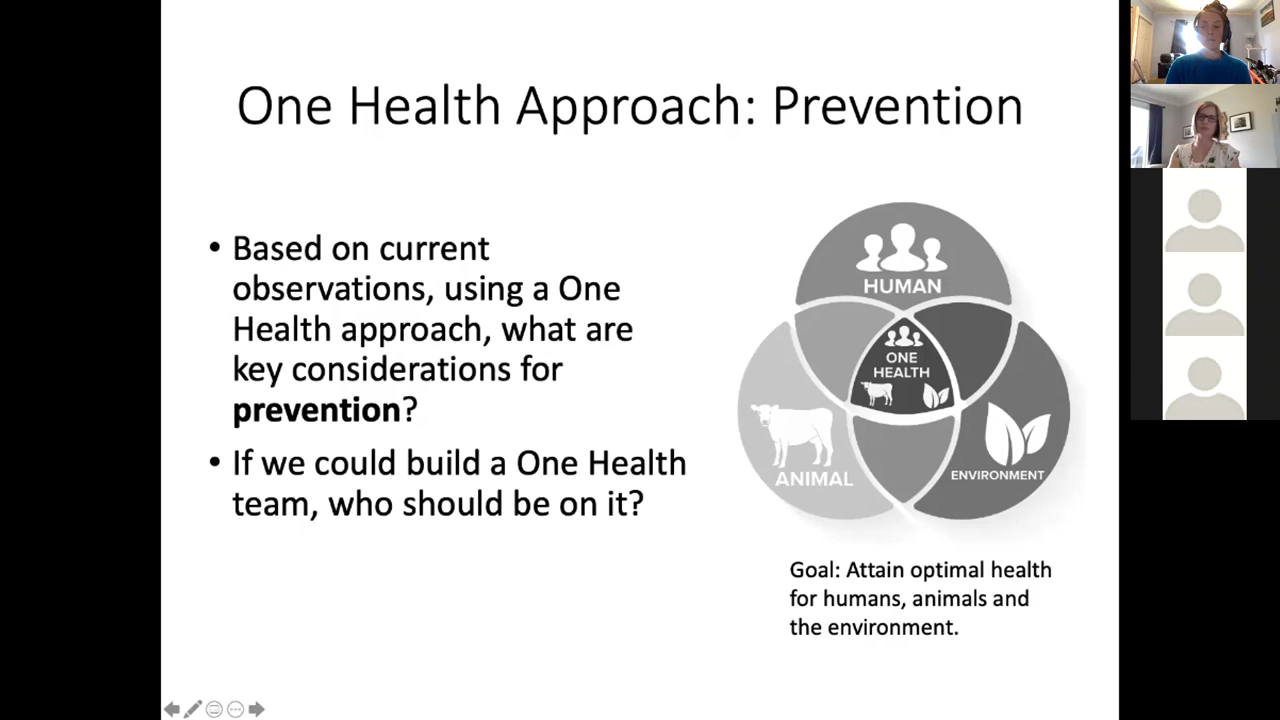 One Health Approach: Prevention
• Based on current
observations, using a One
Health approach, what are
key considerations for
prevention?
• If we could build a One Health
team, who should be on it?
HUMAN
ONE
HEALTH
ANIMAL
ENVIRONMENT
Goal: Attain optimal health
for humans, animals and
the environment.